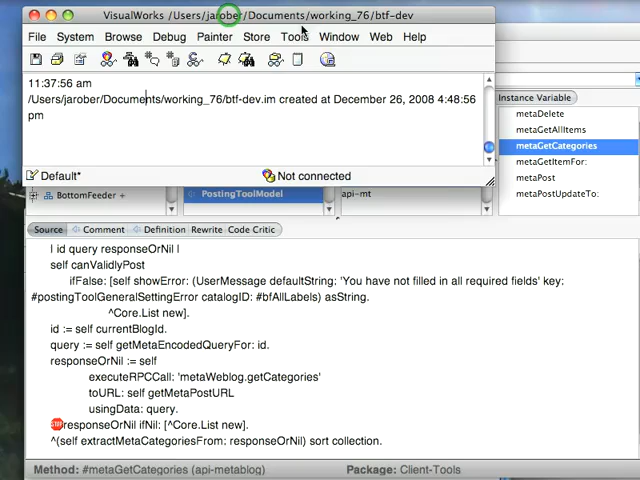 VisualWorks /Users/jarober/Documents/working_76/btf-dev
File System Browse Debug Painter Store Tools Window Web Help
11:37:56 am
/Users/jarober/Documents/working_76/btf-dev.im created at December 26, 2008 4:48:56
pm
Default*
Not connected
Instance Variable
metaDelete
metaGetAllItems
metaGetCategories
metaGetItemFor:
metaPost
metaPostUpdateTo:
BottomFeeder +
PostingToolModel
api-mt
Source Comment Definition Rewrite Code Critic
| id query responseOrNil |
self canValidlyPost
ifFalse: [self showError: (UserMessage defaultString: 'You have not filled in all required fields' key:
#postingToolGeneralSettingError catalogID: #bfAllLabels) asString.
^Core.List new].
id := self currentBlogId.
query := self getMetaEncodedQueryFor: id.
responseOrNil := self
executeRPCCall: 'metaWeblog.getCategories'
toURL: self getMetaPostURL
usingData: query.
STOP responseOrNil ifNil: [^Core.List new].
^(self extractMetaCategoriesFrom: responseOrNil) sort collection.
Method: #metaGetCategories (api-metablog)
Package: Client-Tools